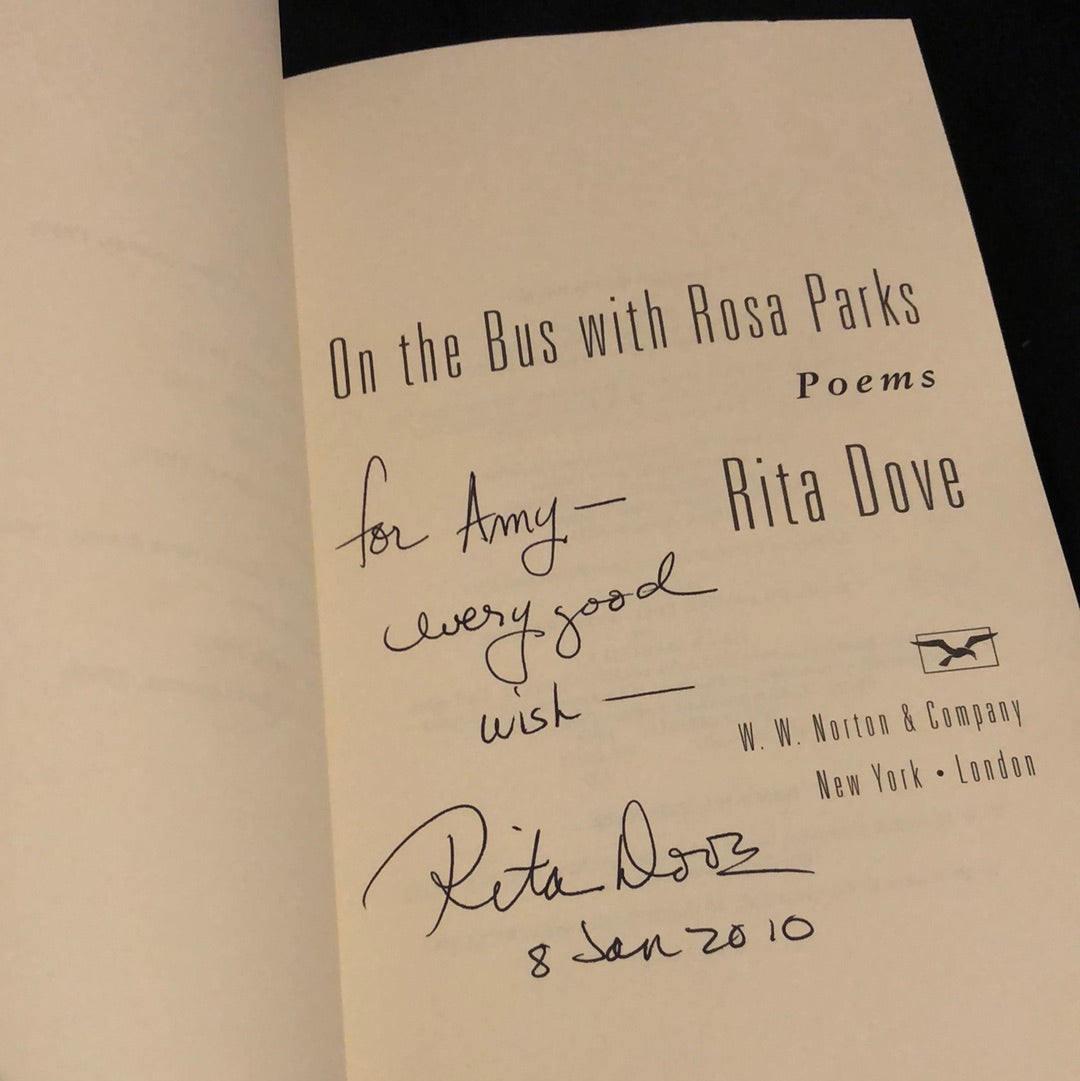 On the Bus with Rosa Parks
Poems
Rita Dove
for Amy —
every good
wish —
W. W. Norton & Company
New York • London
Rita Dove
8 Jan 2010